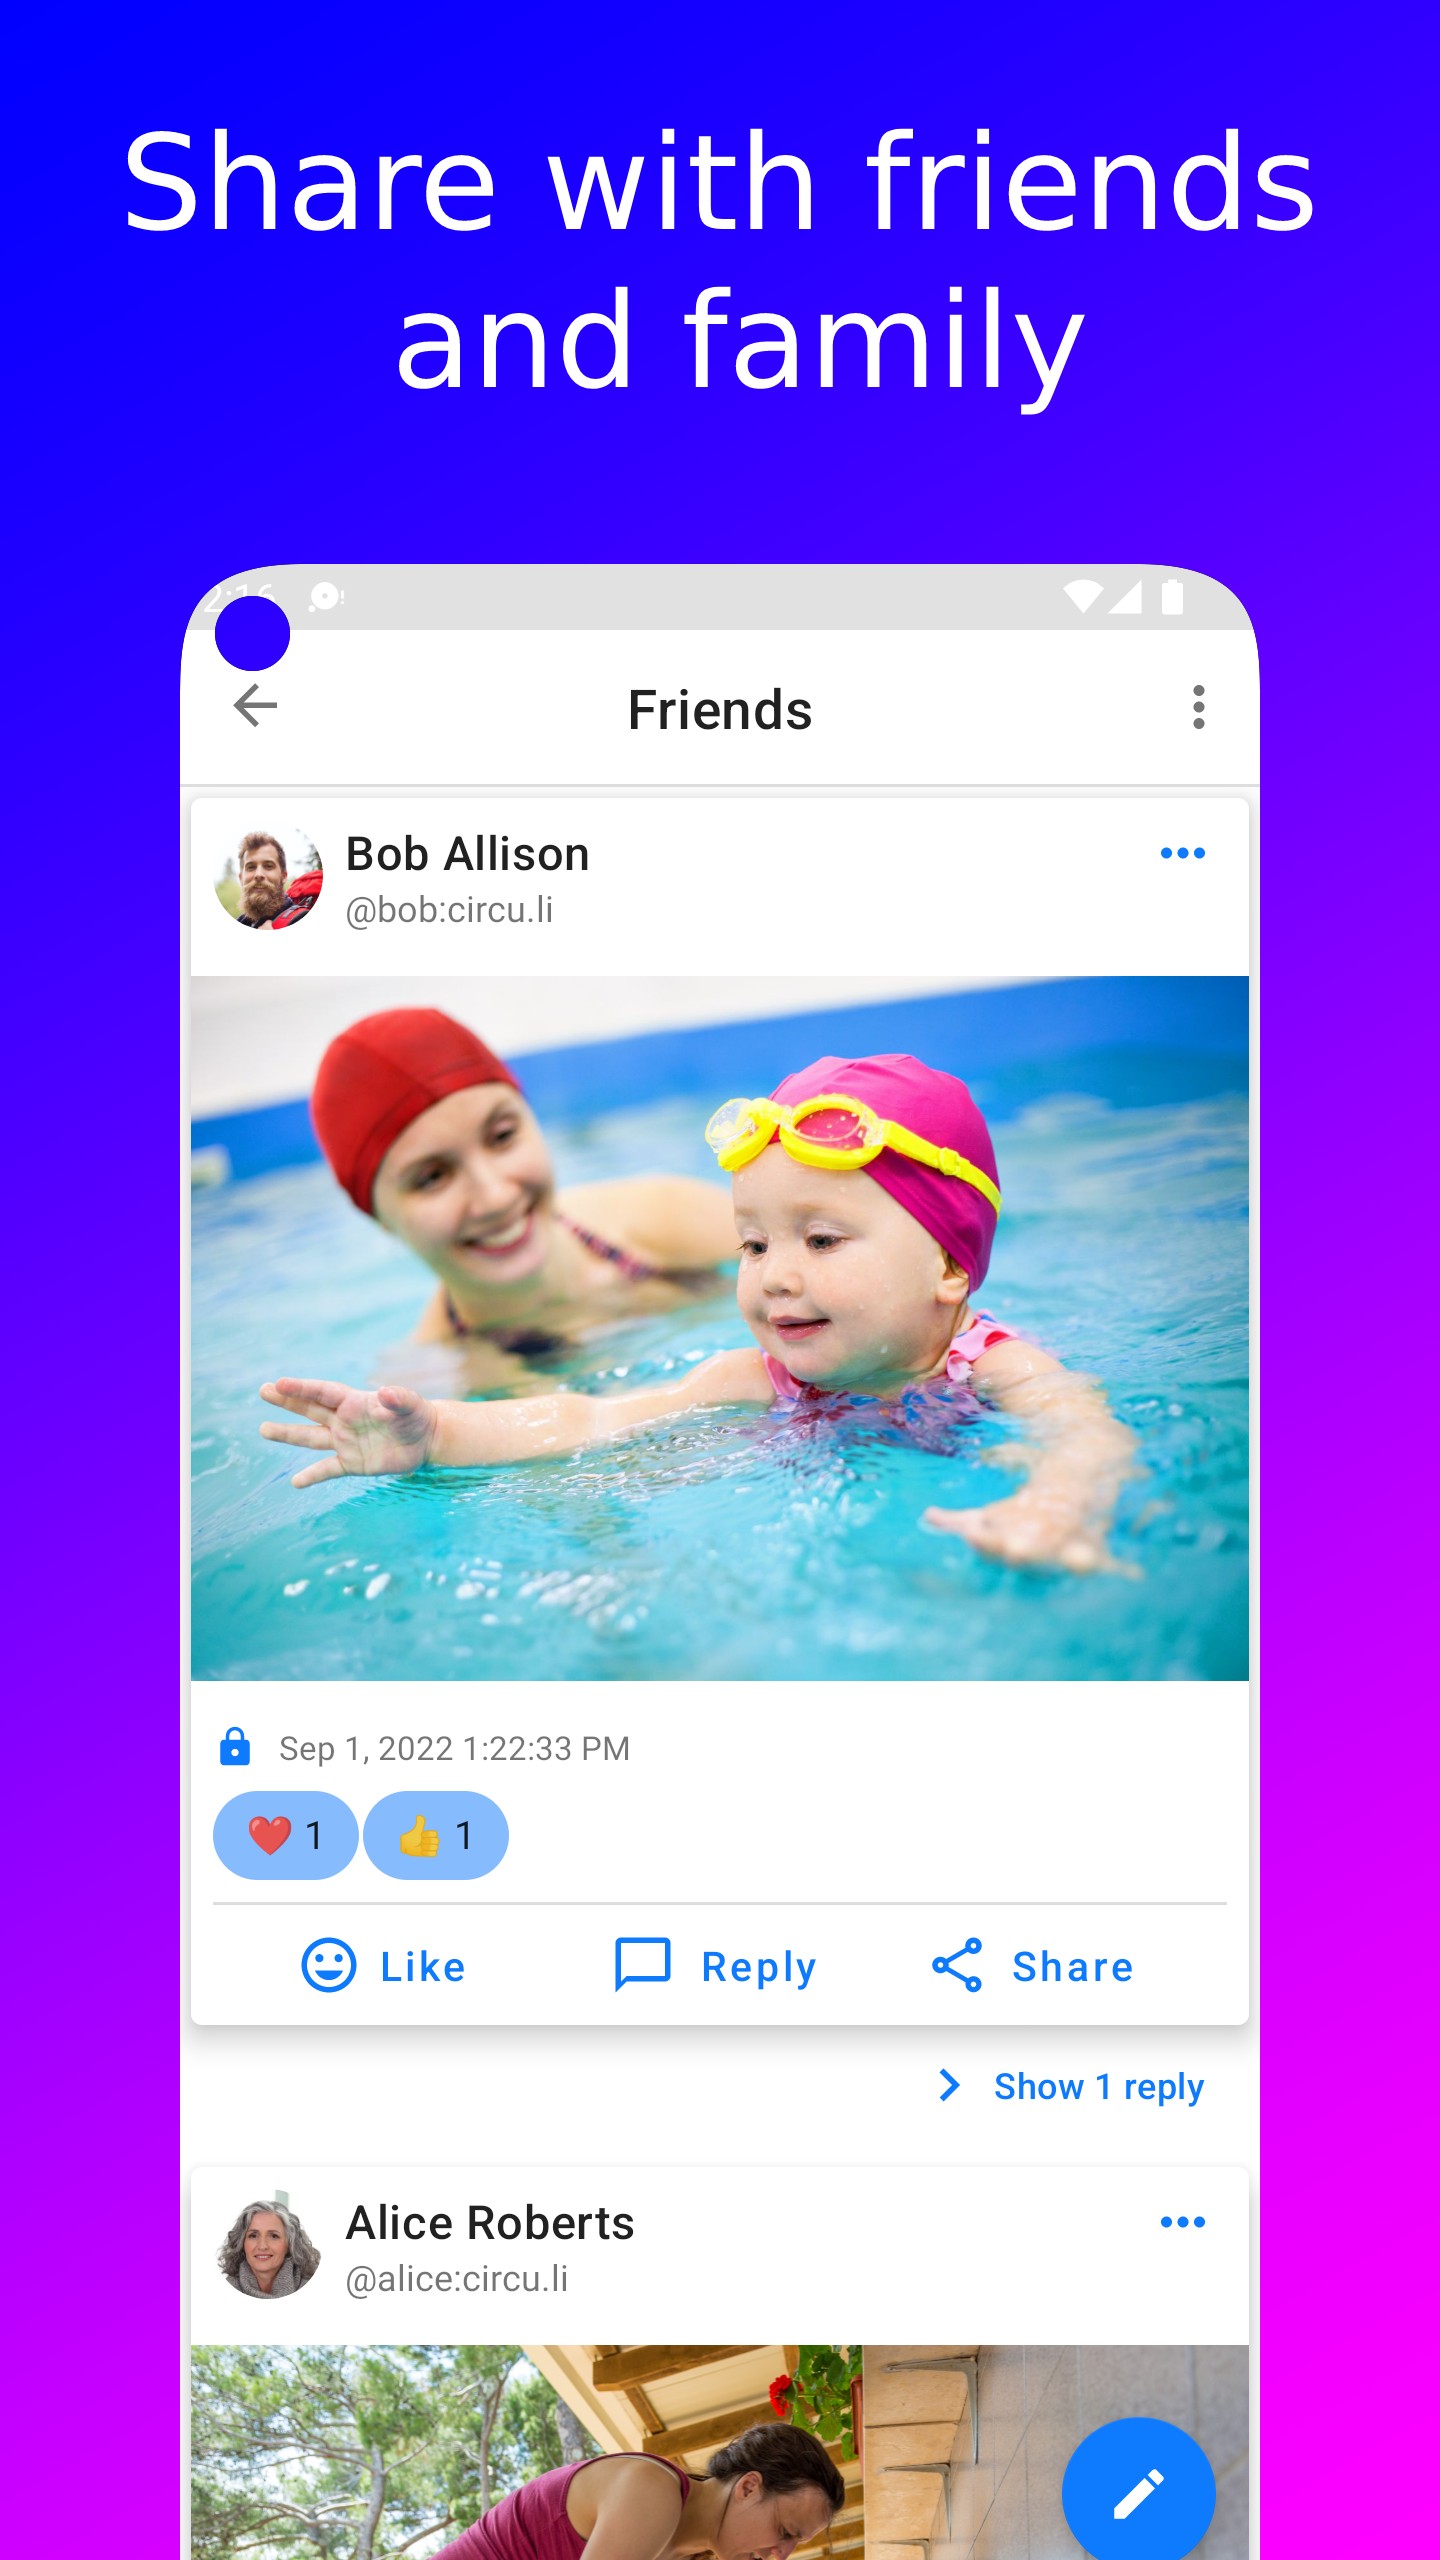 Share with friends
and family
2:16
Friends
Bob Allison
@bob:circu.li
Sep 1, 2022 1:22:33 PM
❤️ 1 👍 1
Like Reply Share
Show 1 reply
Alice Roberts
@alice:circu.li